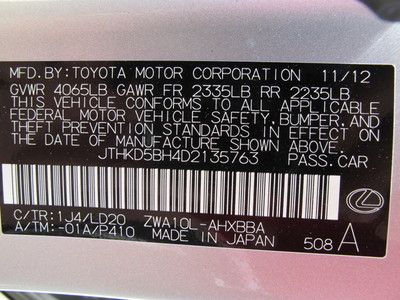 MFD. BY: TOYOTA MOTOR CORPORATION 11/12
GVWR 4065LB GAWR FR 2335LB RR 2235LB
THIS VEHICLE CONFORMS TO ALL APPLICABLE
FEDERAL MOTOR VEHICLE SAFETY, BUMPER, AND
THEFT PREVENTION STANDARDS IN EFFECT ON
THE DATE OF MANUFACTURE SHOWN ABOVE.
JTHKD5BH4D2135763 PASS.CAR
C/TR: 1J4/LD20 ZWA10L-AHXBBA
A/TM: -01A/P410 MADE IN JAPAN 508 A